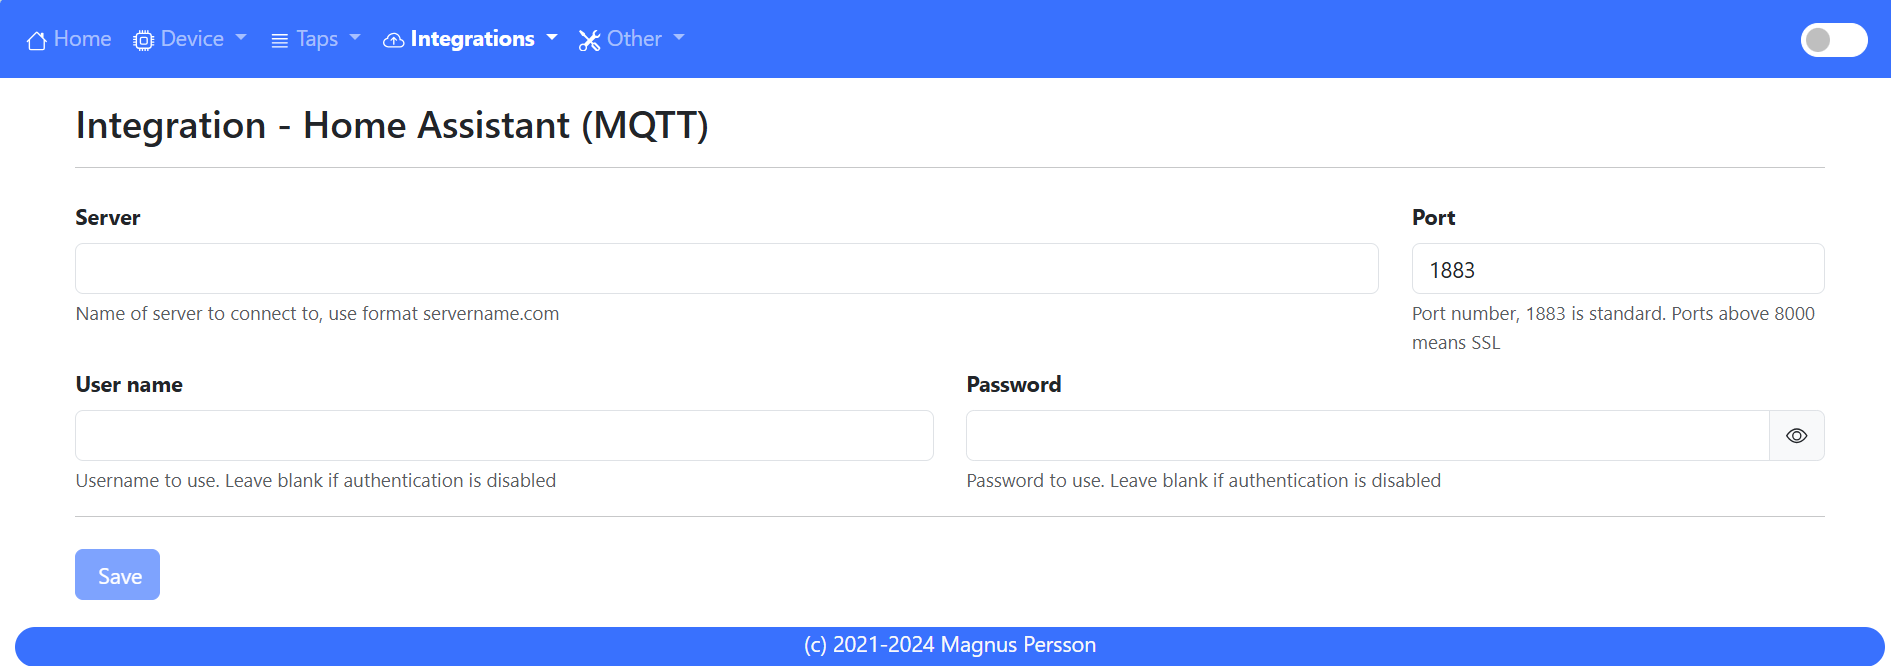 Home Device Taps Integrations Other
Integration - Home Assistant (MQTT)
Server
Port
1883
Name of server to connect to, use format servername.com
Port number, 1883 is standard. Ports above 8000
means SSL
User name
Password
Username to use. Leave blank if authentication is disabled
Password to use. Leave blank if authentication is disabled
Save
(c) 2021-2024 Magnus Persson